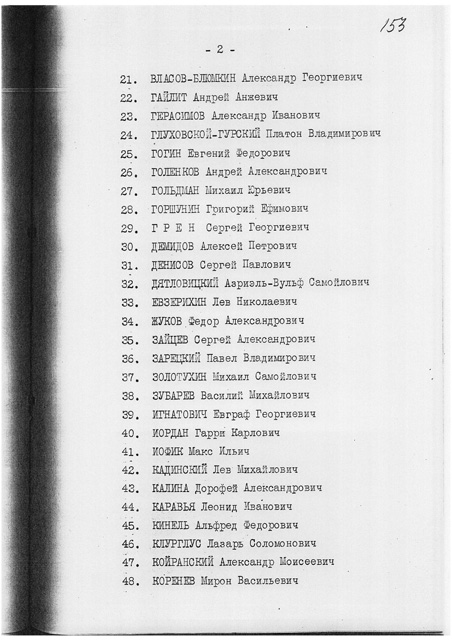 153
- 2 -
21. ВЛАСОВ-БЛЮМКИН Александр Георгиевич
22. ГАЙЛИТ Андрей Анжевич
23. ГЕРАСИМОВ Александр Иванович
24. ГЛУХОВСКОЙ-ГУРСКИЙ Платон Владимирович
25. ГОГИН Евгений Федорович
26. ГОЛЕНКОВ Андрей Александрович
27. ГОЛЬДМАН Михаил Юрьевич
28. ГОРШУНИН Григорий Ефимович
29. Г Р Е Н Сергей Георгиевич
30. ДЕМИДОВ Алексей Петрович
31. ДЕНИСОВ Сергей Павлович
32. ДЯТЛОВИЦКИЙ Азриэль-Вульф Самойлович
33. ЕВЗЕРИХИН Лев Николаевич
34. ЖУКОВ Федор Александрович
35. ЗАЙЦЕВ Сергей Александрович
36. ЗАРЕЦКИЙ Павел Владимирович
37. ЗОЛОТУХИН Михаил Самойлович
38. ЗУБАРЕВ Василий Михайлович
39. ИГНАТОВИЧ Евграф Георгиевич
40. ИОРДАН Гарри Карлович
41. ИОФИК Макс Ильич
42. КАДИНСКИЙ Лев Михайлович
43. КАЛИНА Дорофей Александрович
44. КАРАВЬЯ Леонид Иванович
45. КИНЕЛЬ Альфред Федорович
46. КЛУРГЛУС Лазарь Соломонович
47. КОЙРАНСКИЙ Александр Моисеевич
48. КОРЕНЕВ Мирон Васильевич